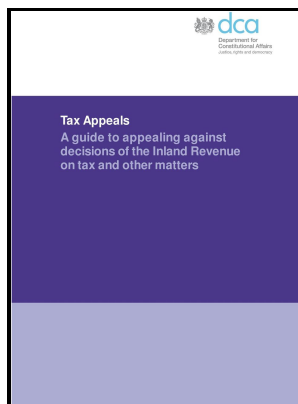 dca
Department for
Constitutional Affairs
Justice, rights and democracy
Tax Appeals
A guide to appealing against
decisions of the Inland Revenue
on tax and other matters